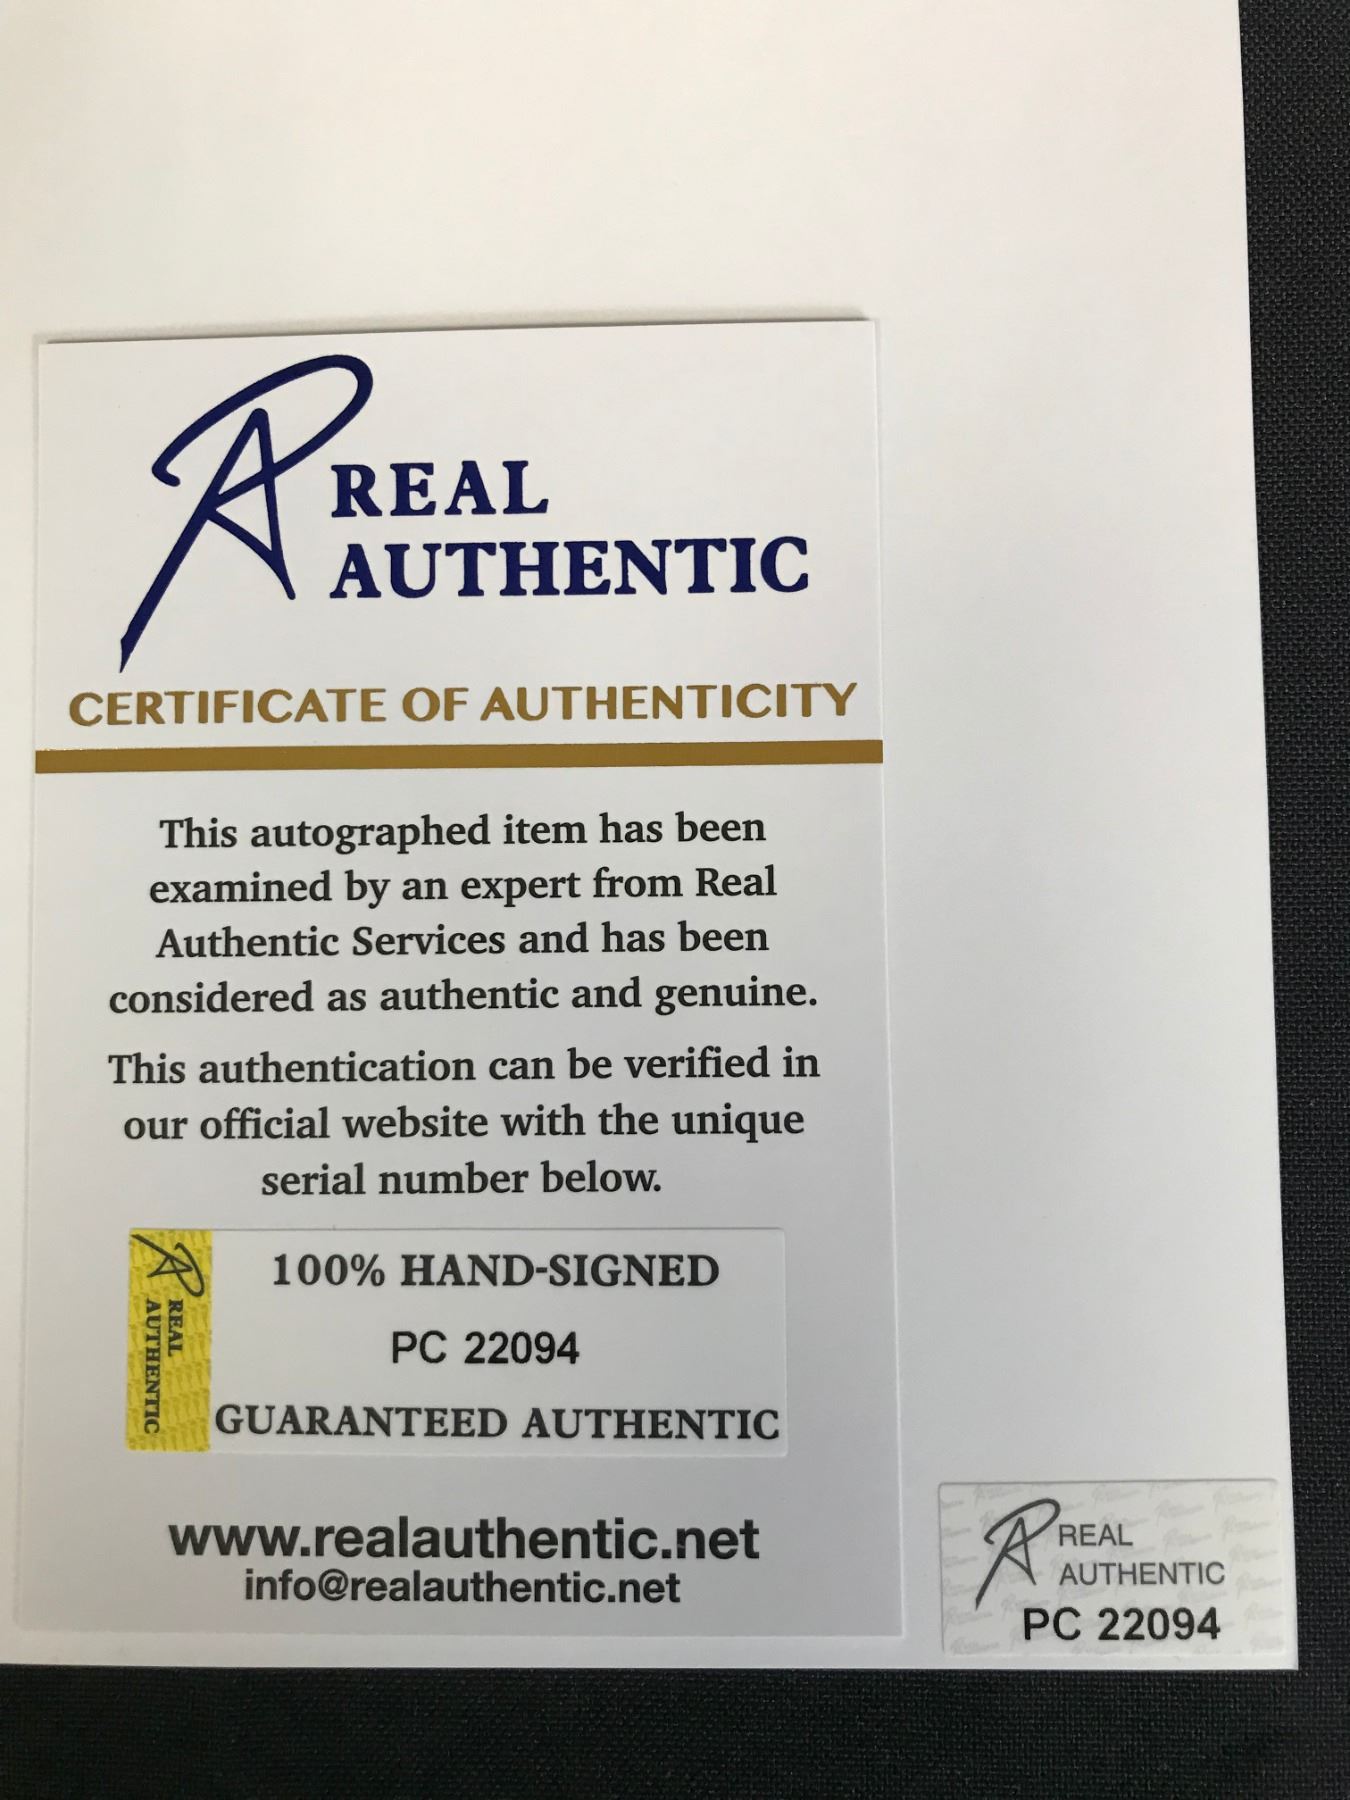 REAL
AUTHENTIC
CERTIFICATE OF AUTHENTICITY
This autographed item has been
examined by an expert from Real
Authentic Services and has been
considered as authentic and genuine.
This authentication can be verified in
our official website with the unique
serial number below.
REAL
AUTHENTIC
100% HAND-SIGNED
PC 22094
GUARANTEED AUTHENTIC
www.realauthentic.net
info@realauthentic.net
REAL
AUTHENTIC
PC 22094